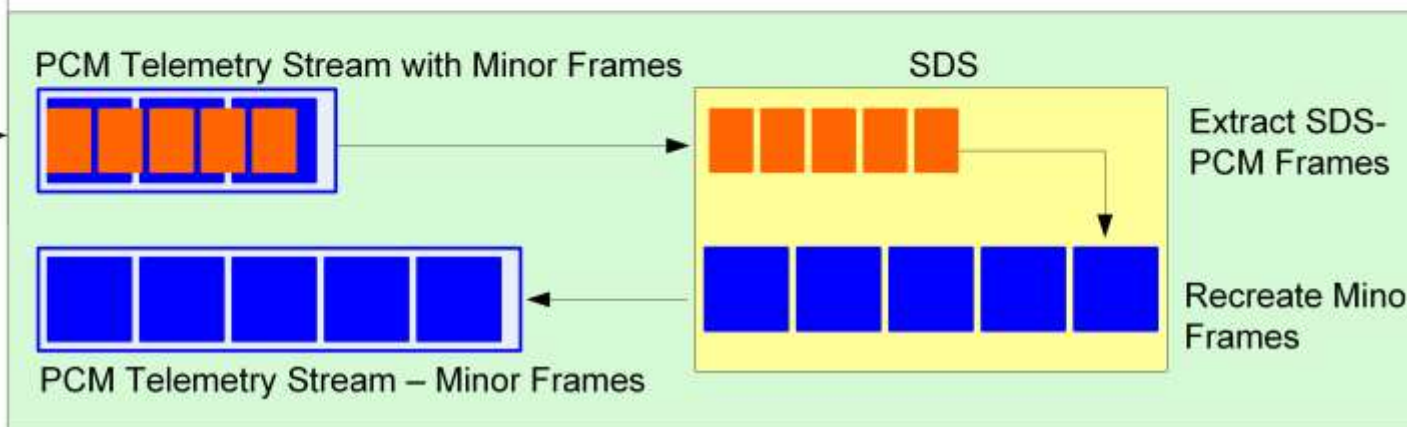 PCM Telemetry Stream with Minor Frames
SDS
Extract SDS-
PCM Frames
Recreate Mino
Frames
PCM Telemetry Stream – Minor Frames